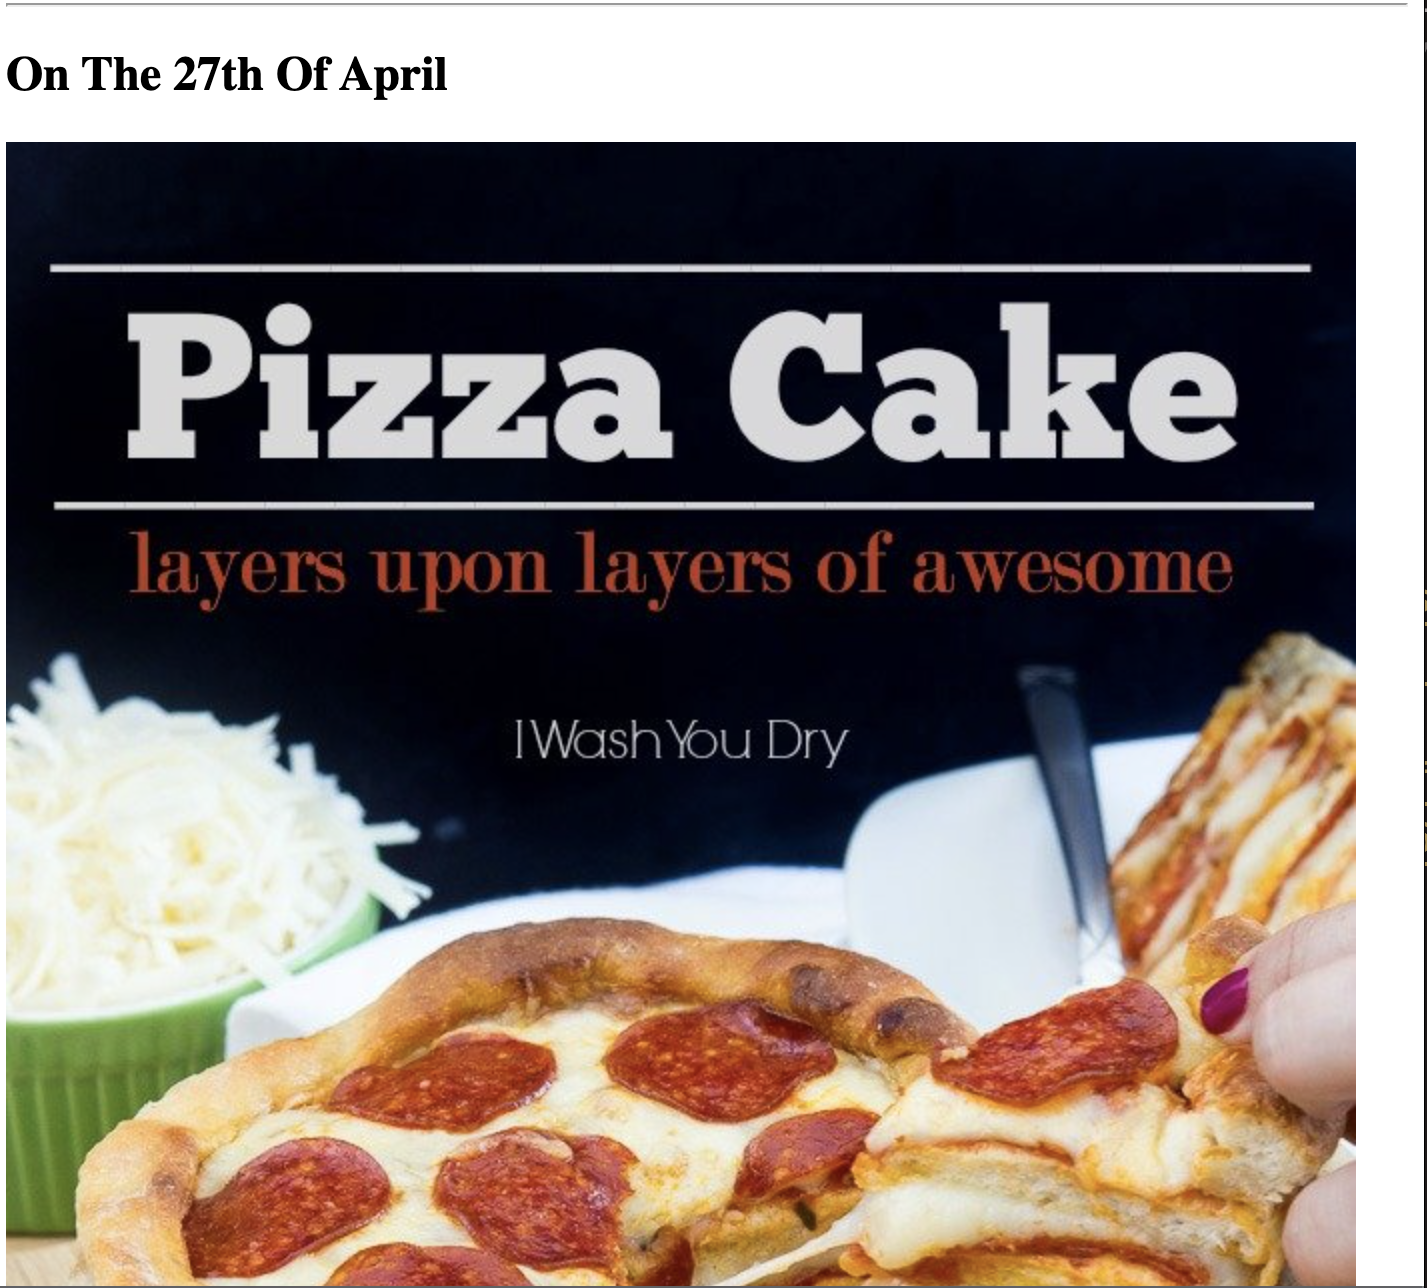 On The 27th Of April
Pizza Cake
layers upon layers of awesome
I Wash You Dry